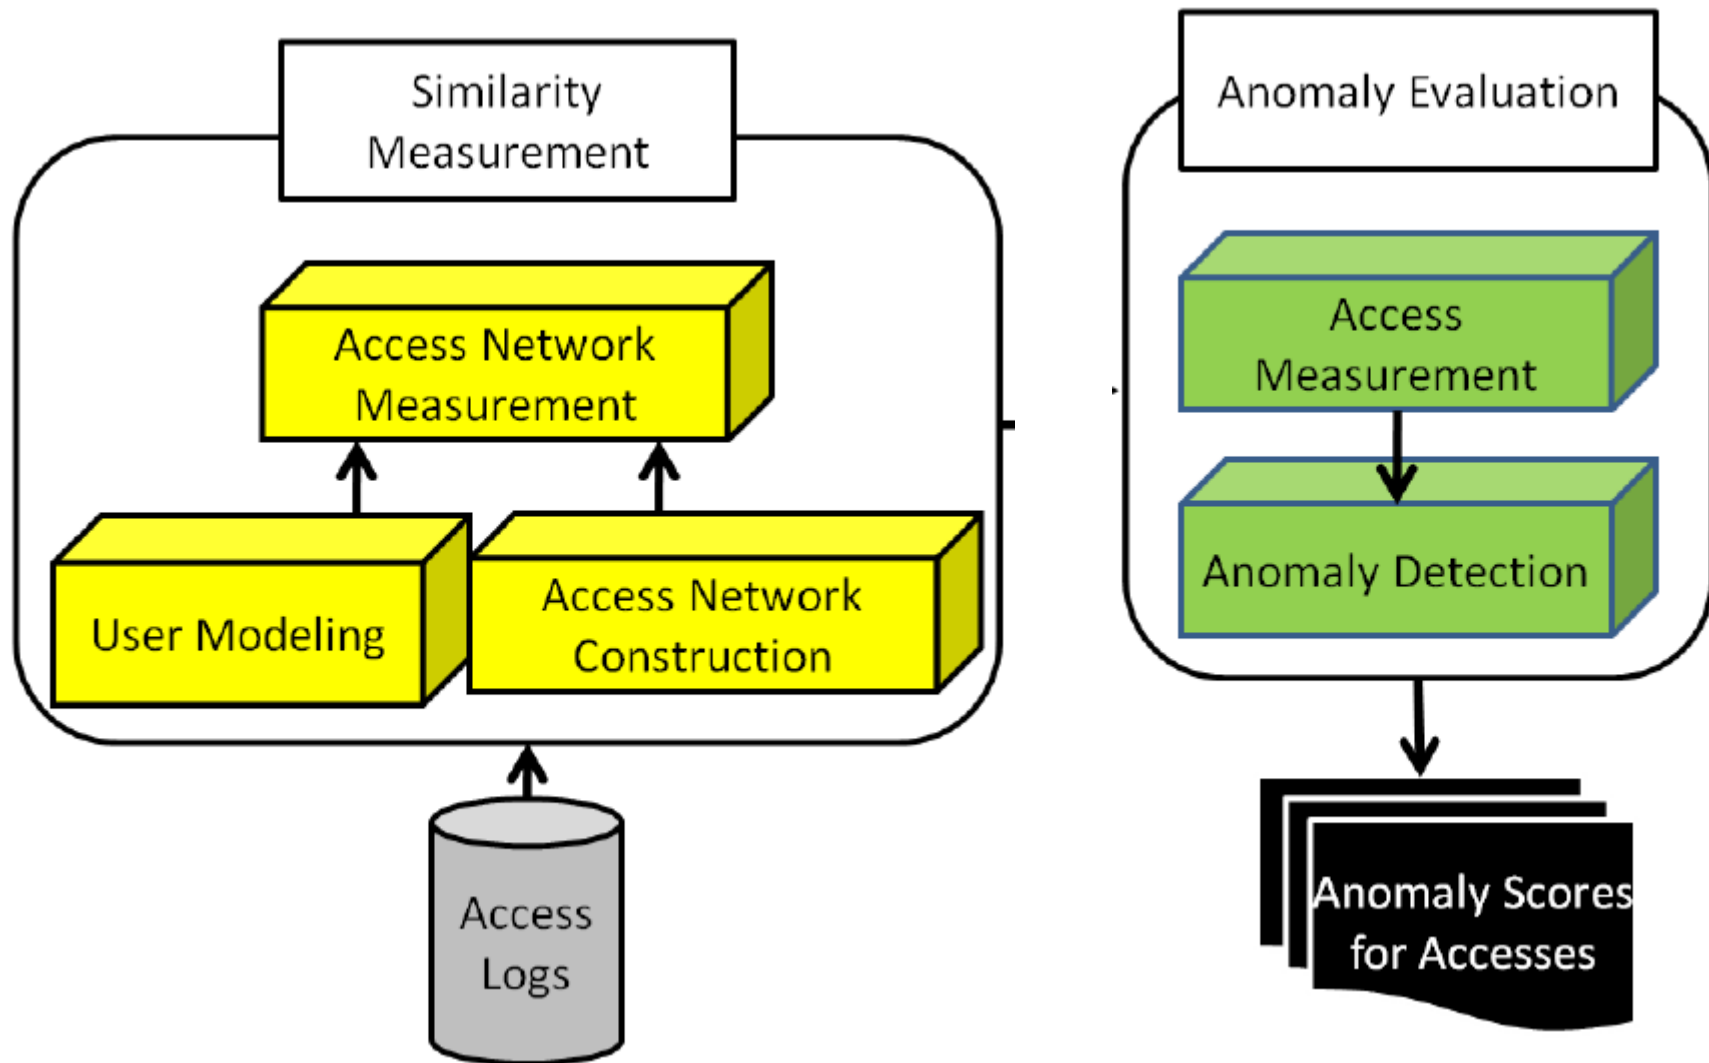 Similarity
Measurement
Access Network
Measurement
User Modeling
Access Network
Construction
Access
Logs
Anomaly Evaluation
Access
Measurement
Anomaly Detection
Anomaly Scores
for Accesses